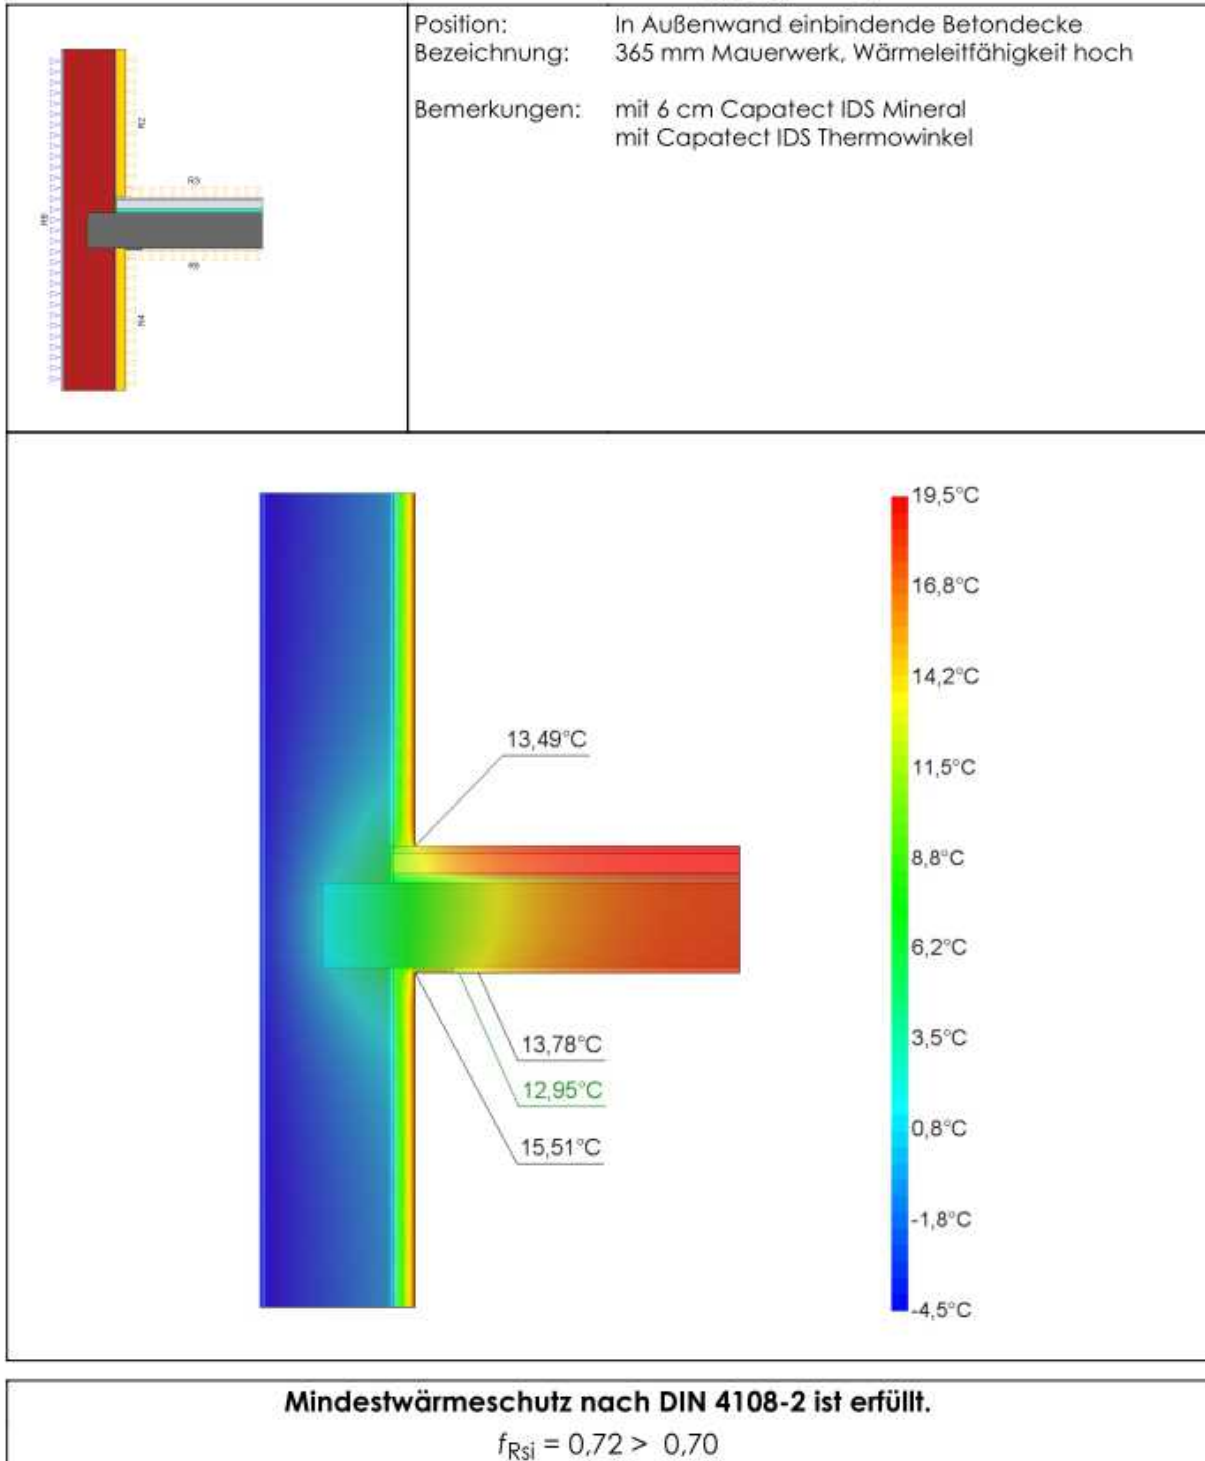 Position: In Außenwand einbindende Betondecke
Bezeichnung: 365 mm Mauerwerk, Wärmeleitfähigkeit hoch
Bemerkungen: mit 6 cm Capatect IDS Mineral
mit Capatect IDS Thermowinkel
19,5°C
16,8°C
14,2°C
11,5°C
8,8°C
6,2°C
3,5°C
0,8°C
-1,8°C
-4,5°C
13,49°C
13,78°C
12,95°C
15,51°C
Mindestwärmeschutz nach DIN 4108-2 ist erfüllt.
fRsi = 0,72 > 0,70